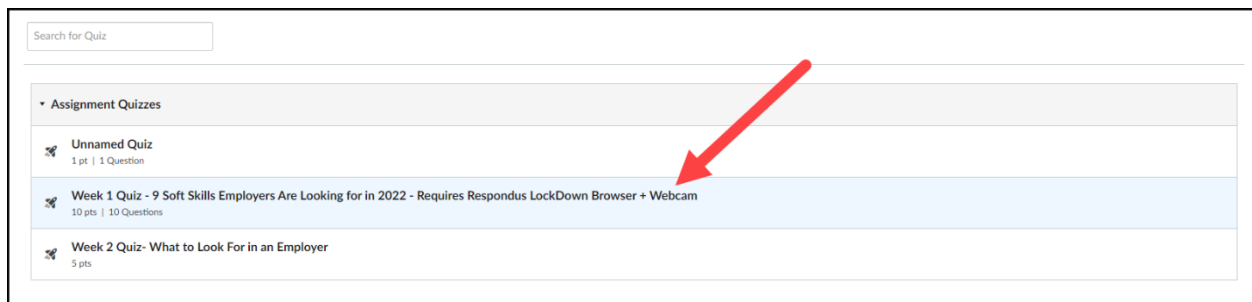 Search for Quiz
Assignment Quizzes
Unnamed Quiz
1 pt | 1 Question
Week 1 Quiz - 9 Soft Skills Employers Are Looking for in 2022 - Requires Respondus LockDown Browser + Webcam
10 pts | 10 Questions
Week 2 Quiz- What to Look For in an Employer
5 pts